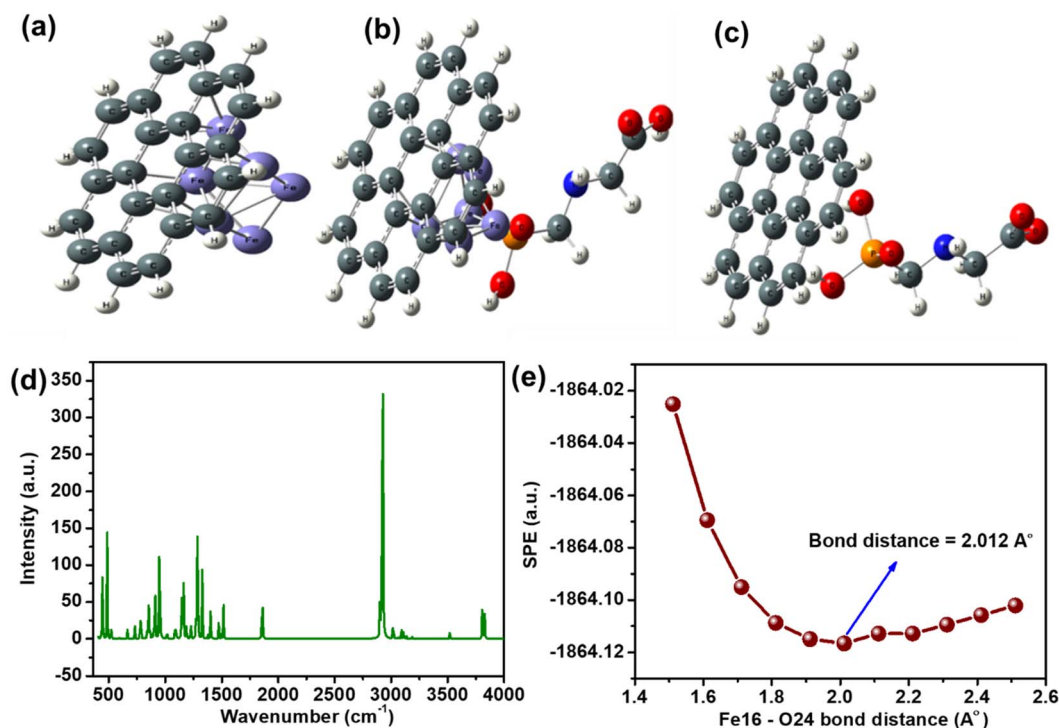 (a)
(b)
(c)
(d)
350
300
250
200
150
100
50
0
-50
Intensity (a.u.)
500 1000 1500 2000 2500 3000 3500 4000
Wavenumber (cm⁻¹)
(e)
-1864.02
-1864.04
-1864.06
-1864.08
-1864.10
-1864.12
SPE (a.u.)
Bond distance = 2.012 A°
1.4 1.6 1.8 2.0 2.2 2.4 2.6
Fe16 - O24 bond distance (A°)